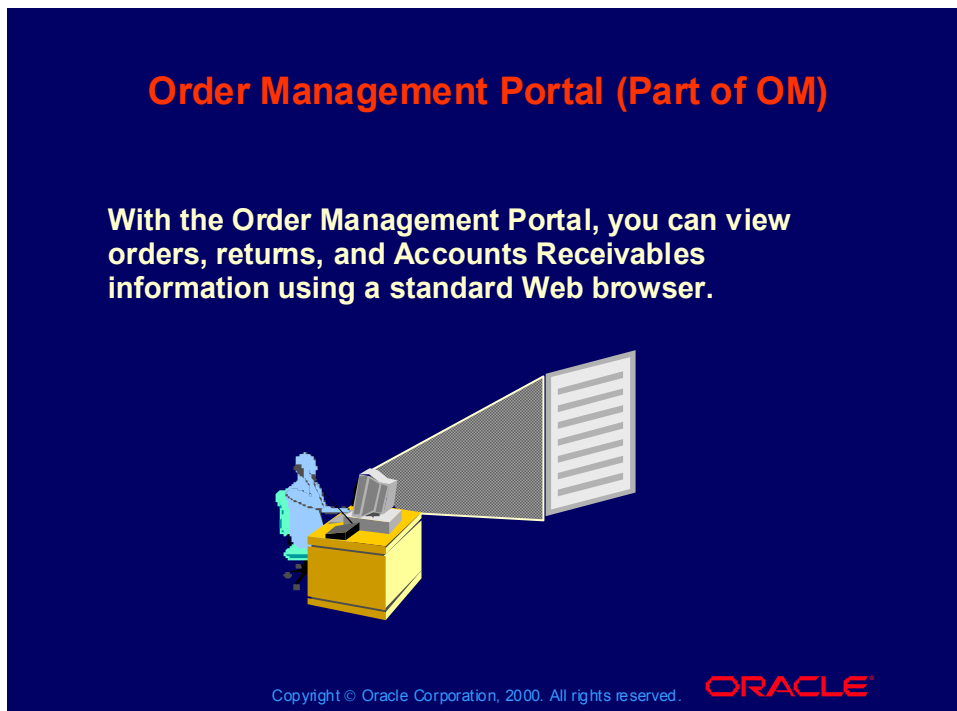 Order Management Portal (Part of OM)
With the Order Management Portal, you can view
orders, returns, and Accounts Receivables
information using a standard Web browser.
Copyright © Oracle Corporation, 2000. All rights reserved.
ORACLE®